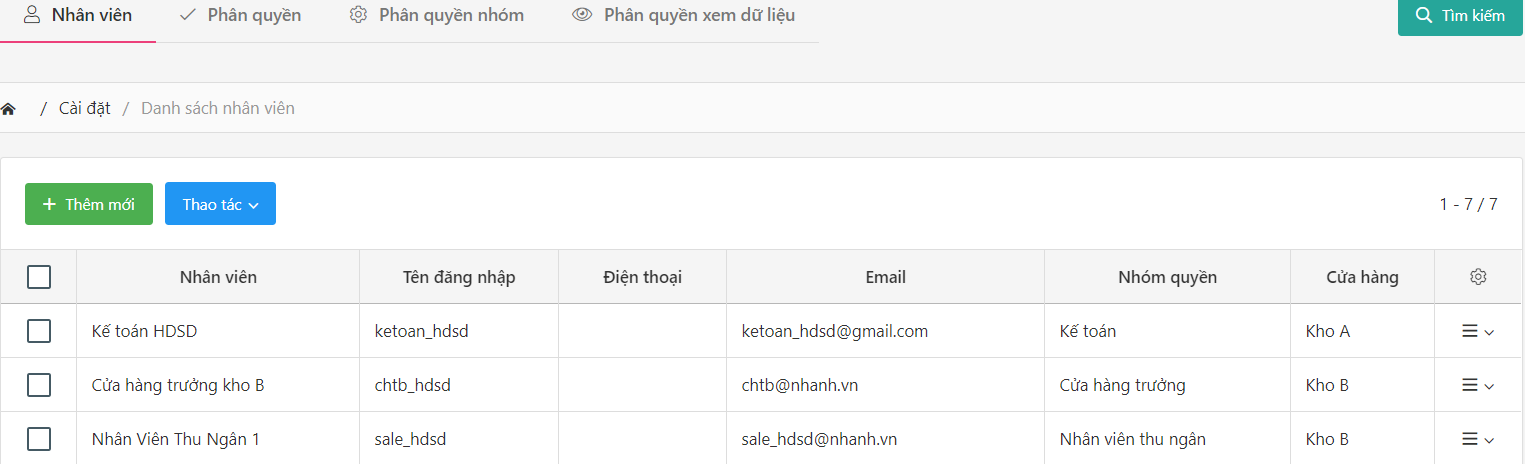 Nhân viên Phân quyền Phân quyền nhóm Phân quyền xem dữ liệu Tìm kiếm
/ Cài đặt / Danh sách nhân viên
+ Thêm mới Thao tác 1 - 7 / 7
Nhân viên Tên đăng nhập Điện thoại Email Nhóm quyền Cửa hàng
Kế toán HDSD ketoan_hdsd ketoan_hdsd@gmail.com Kế toán Kho A
Cửa hàng trưởng kho B chtb_hdsd chtb@nhanh.vn Cửa hàng trưởng Kho B
Nhân Viên Thu Ngân 1 sale_hdsd sale_hdsd@nhanh.vn Nhân viên thu ngân Kho B